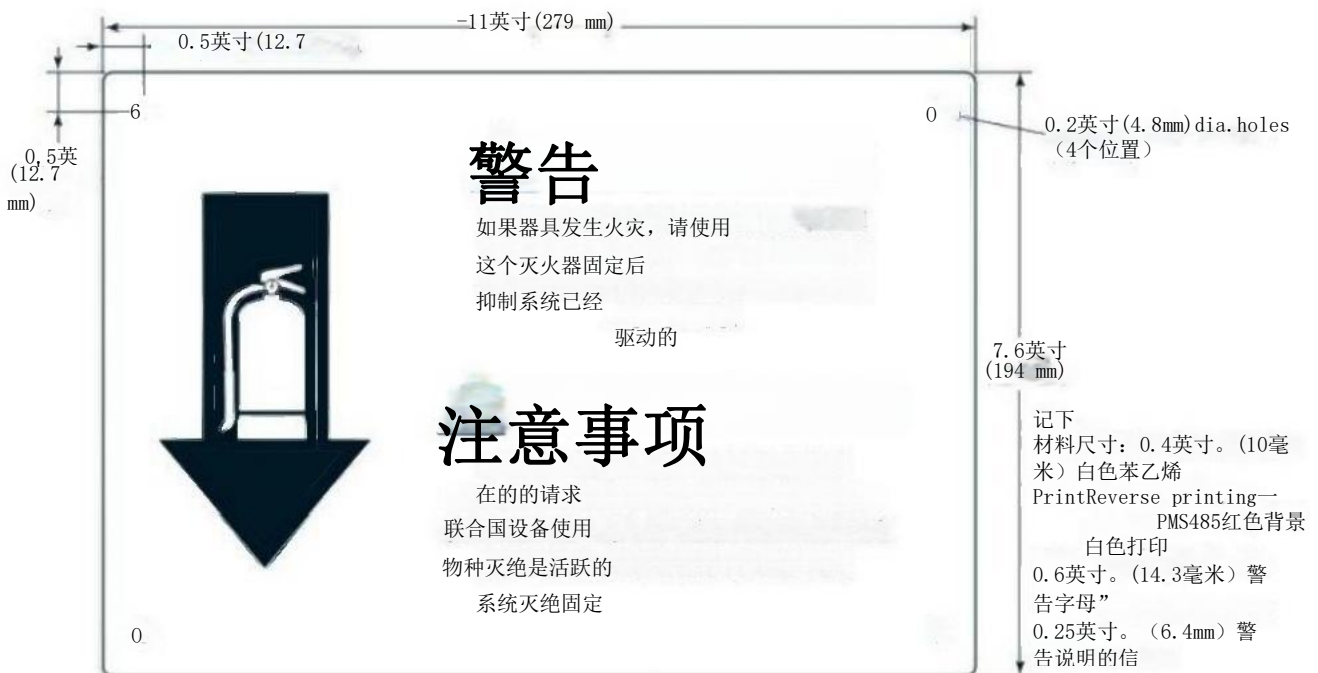 -11英寸(279 mm)
0.5英寸(12.7
6
0
0.2英寸(4.8mm)dia.holes
（4个位置）
0,5英
(12.7
mm)
警告
如果器具发生火灾，请使用
这个灭火器固定后
抑制系统已经
驱动的
7.6英寸
(194 mm)
注意事项
在的的请求
联合国设备使用
物种灭绝是活跃的
系统灭绝固定
0
记下
材料尺寸：0.4英寸。(10毫
米）白色苯乙烯
PrintReverse printing一
PMS485红色背景
白色打印
0.6英寸。(14.3毫米）警
告字母”
0.25英寸。（6.4mm）警
告说明的信